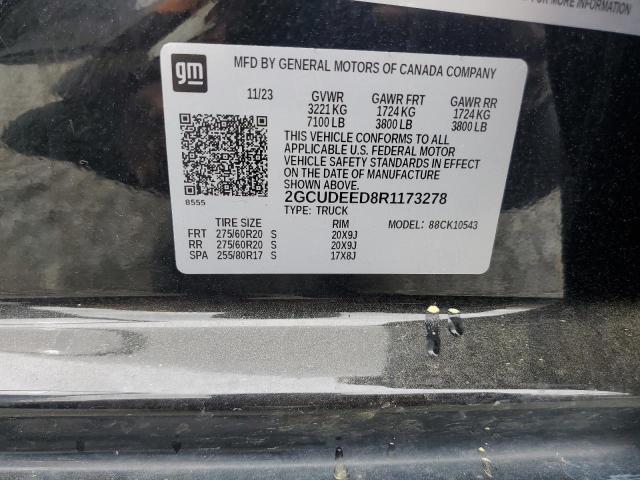 FOR MORE INFORMATION
gm
MFD BY GENERAL MOTORS OF CANADA COMPANY
11/23 GVWR GAWR FRT GAWR RR
3221 KG 1724 KG 1724 KG
7100 LB 3800 LB 3800 LB
THIS VEHICLE CONFORMS TO ALL
APPLICABLE U.S. FEDERAL MOTOR
VEHICLE SAFETY STANDARDS IN EFFECT
ON THE DATE OF MANUFACTURE
SHOWN ABOVE.
8555
2GCUDEED8R1173278
TYPE: TRUCK
MODEL: 88CK10543
TIRE SIZE RIM
FRT 275/60R20 S 20X9J
RR 275/60R20 S 20X9J
SPA 255/80R17 S 17X8J